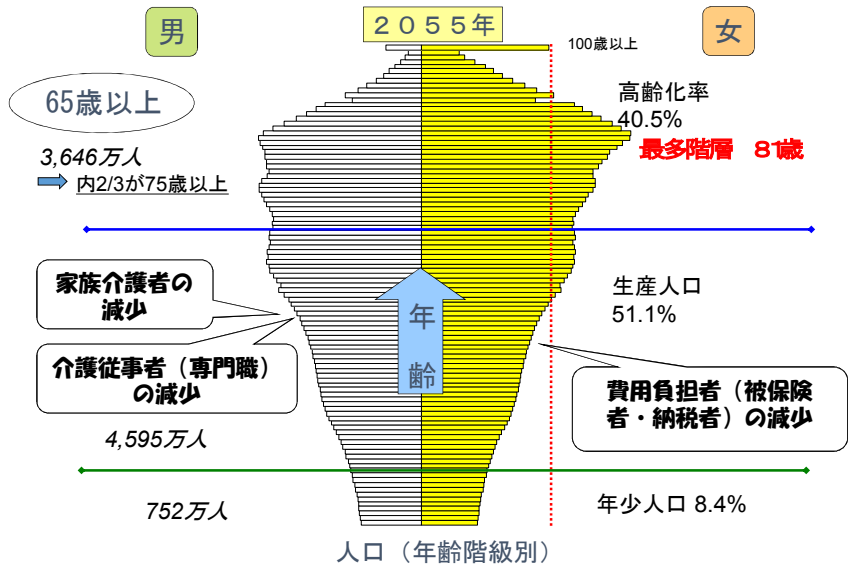 男
２０５５年
女
100歳以上
65歳以上
高齢化率
40.5%
最多階層　81歳
3,646万人
内2/3が75歳以上
家族介護者の
減少
生産人口
51.1%
年
齢
介護従事者（専門職）
の減少
費用負担者（被保険
者・納税者）の減少
4,595万人
752万人
年少人口 8.4%
人口（年齢階級別）